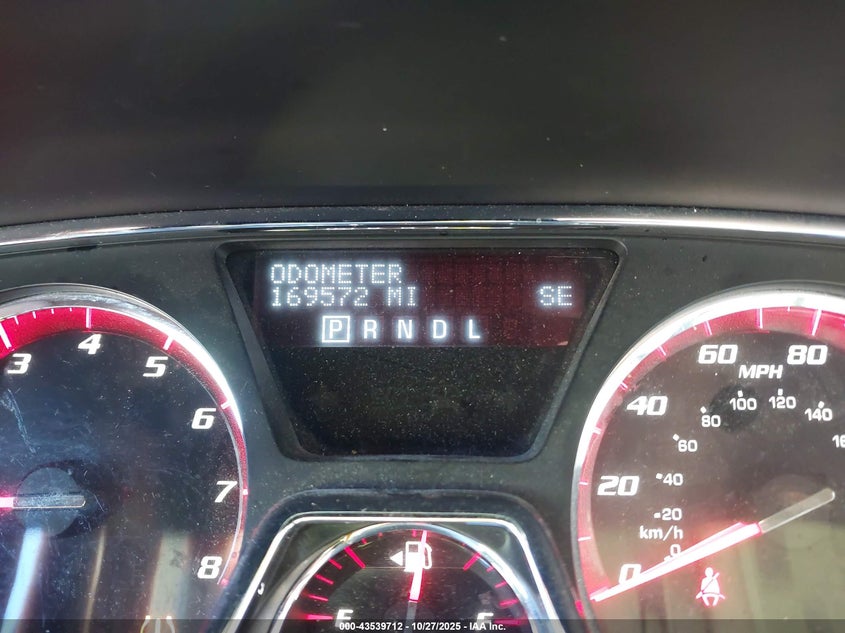 ODOMETER
169572 MI SE
P R N D L
3 4 5 6 7 8
0 20 40 60 80
MPH
0 20 40 60 80 100 120 140
km/h
000-43539712 - 10/27/2025 - IAA Inc.